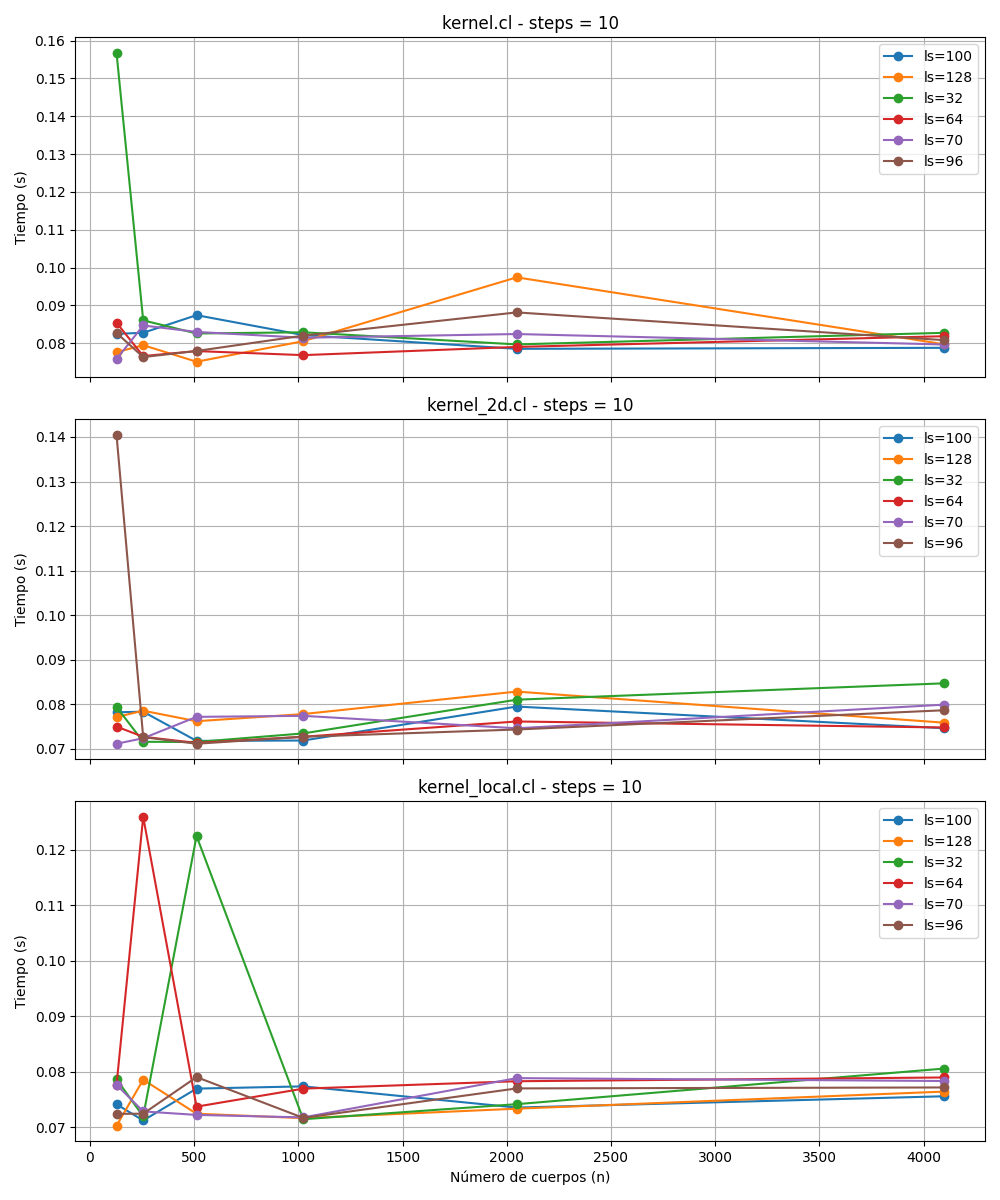 kernel.cl - steps = 10
0.16
0.15
0.14
0.13
0.12
0.11
0.10
0.09
0.08
Tiempo (s)
ls=100
ls=128
ls=32
ls=64
ls=70
ls=96
kernel_2d.cl - steps = 10
0.14
0.13
0.12
0.11
0.10
0.09
0.08
0.07
Tiempo (s)
ls=100
ls=128
ls=32
ls=64
ls=70
ls=96
kernel_local.cl - steps = 10
0.12
0.11
0.10
0.09
0.08
0.07
Tiempo (s)
ls=100
ls=128
ls=32
ls=64
ls=70
ls=96
0 500 1000 1500 2000 2500 3000 3500 4000
Número de cuerpos (n)